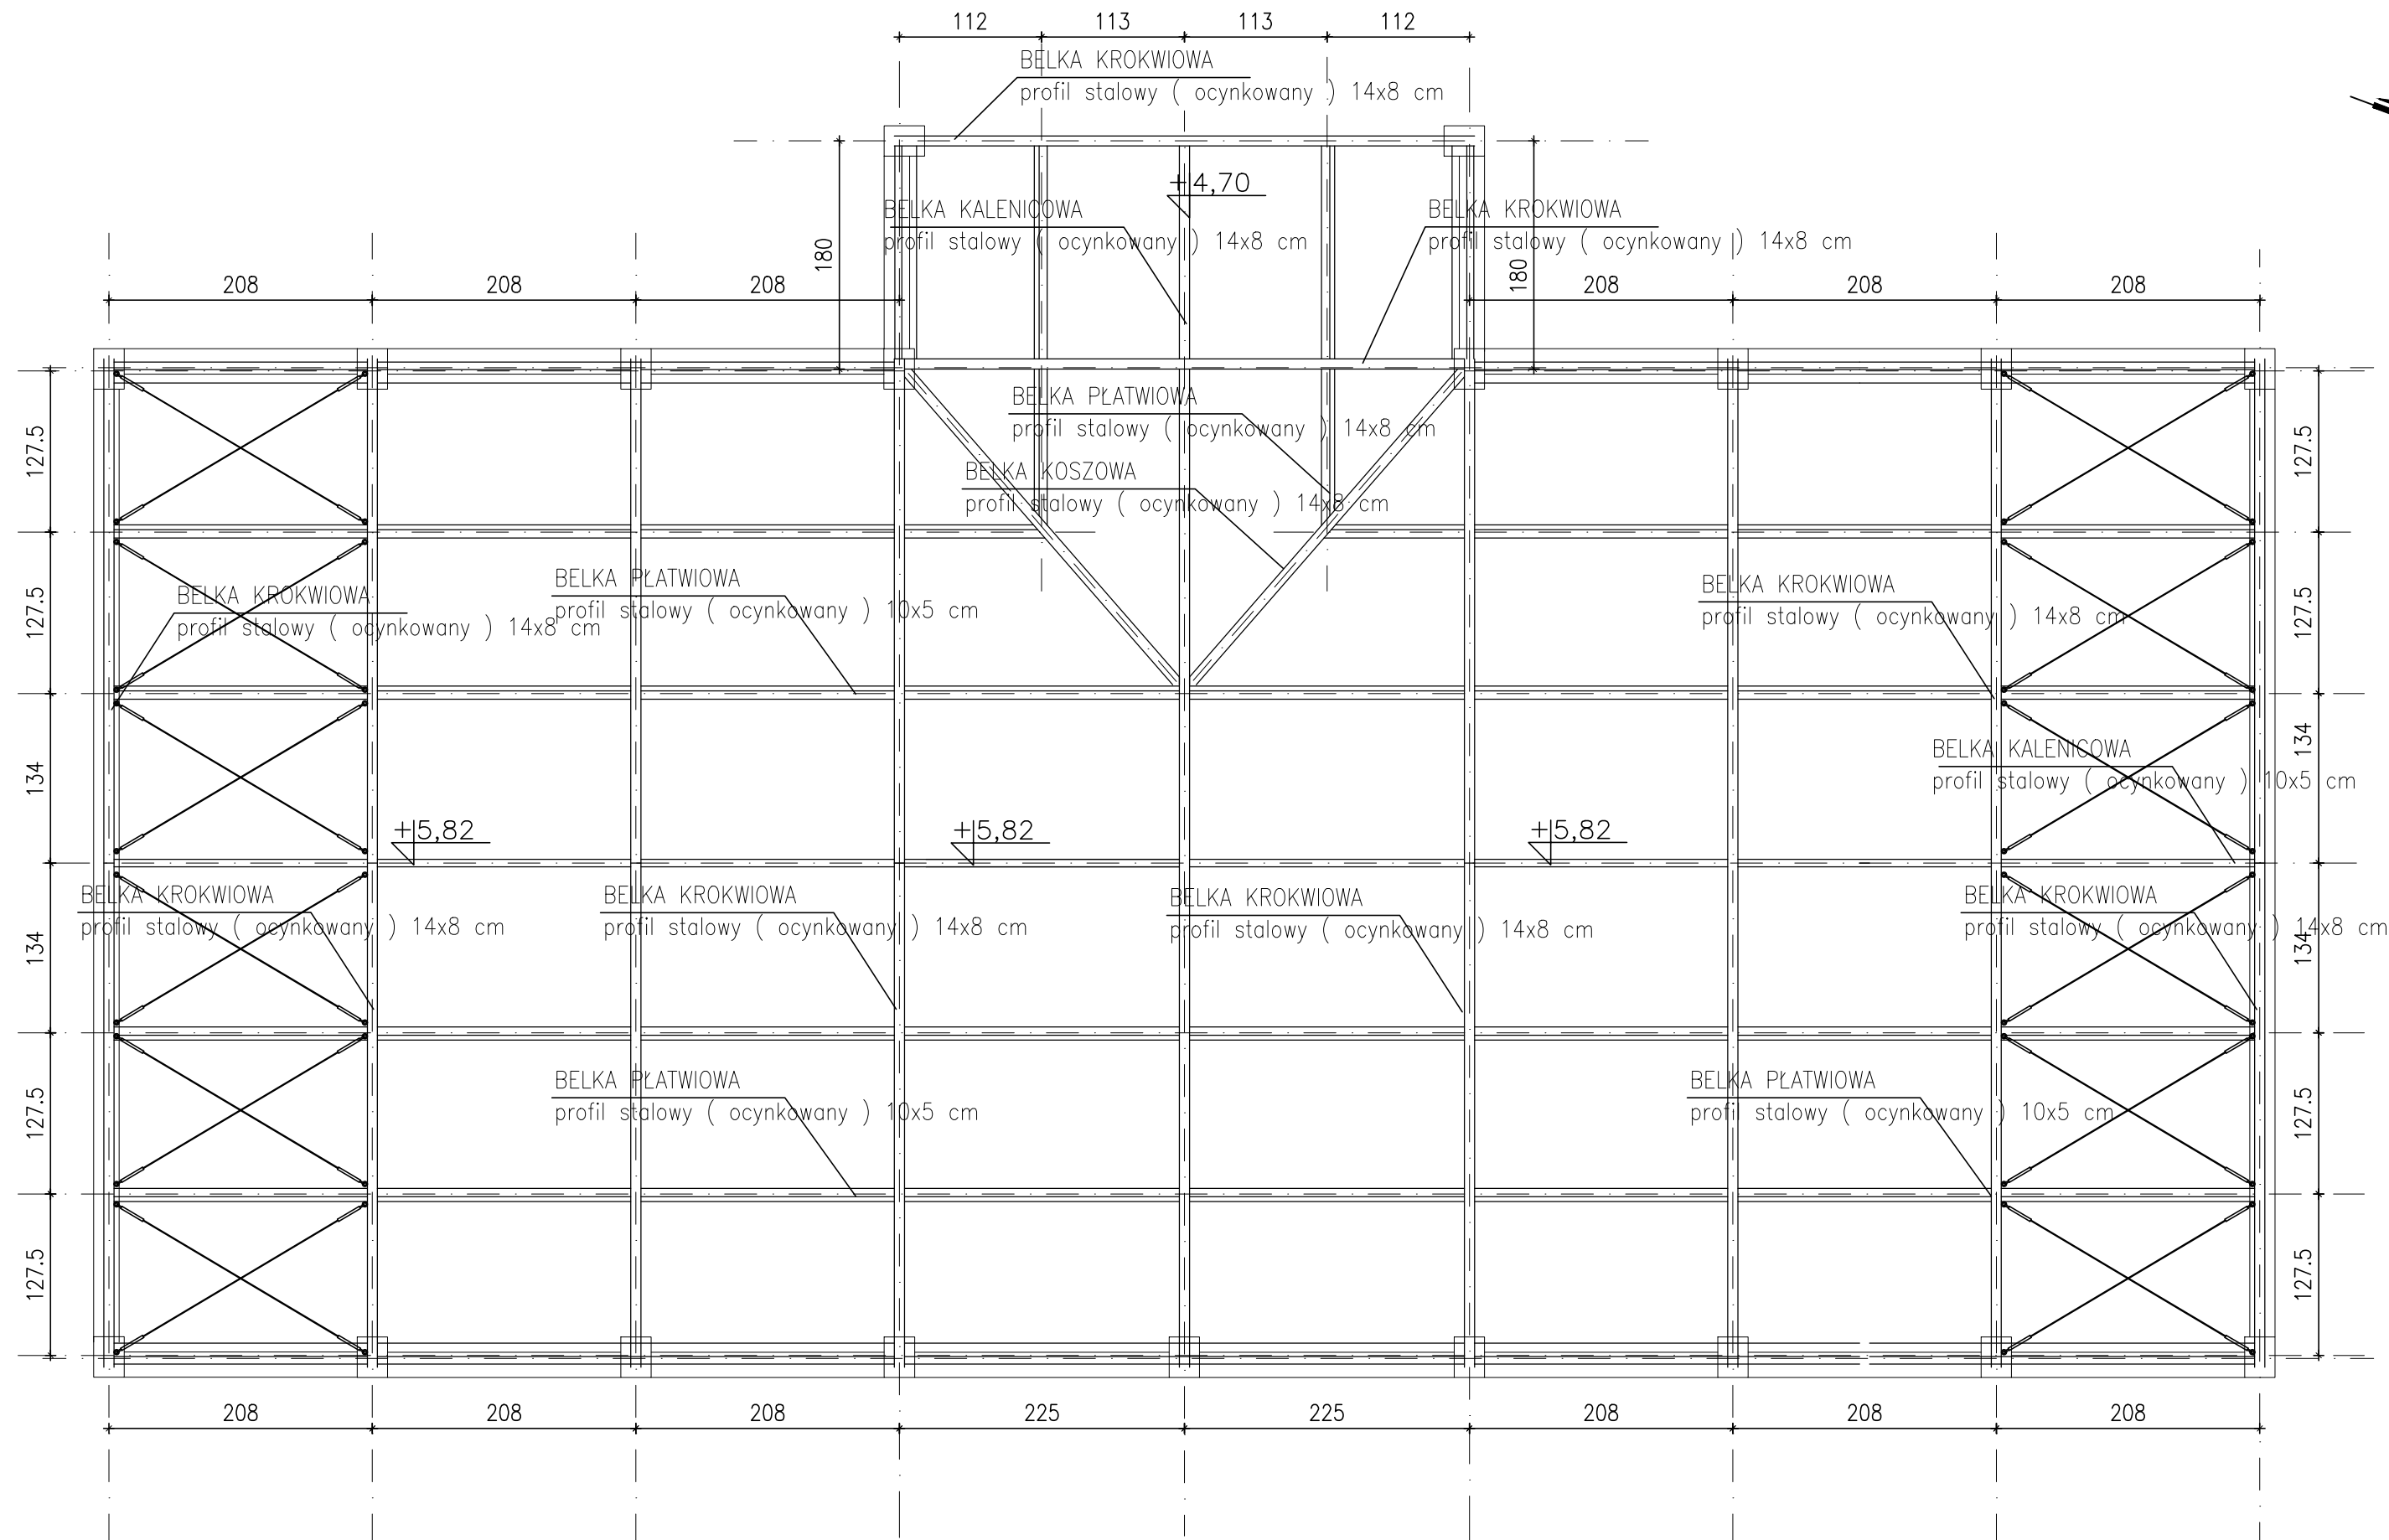 112 113 113 112
BELKA KROKWIOWA
profil stalowy ( ocynkowany ) 14x8 cm
+4,70
BELKA KALENICOWA
profil stalowy ( ocynkowany ) 14x8 cm
BELKA KROKWIOWA
profil stalowy ( ocynkowany ) 14x8 cm
180
180
208 208 208 208 208 208
BELKA PŁATWIOWA
profil stalowy ( ocynkowany ) 14x8 cm
BELKA KOSZOWA
profil stalowy ( ocynkowany ) 14x8 cm
127.5
127.5
127.5
127.5
BELKA KROKWIOWA
profil stalowy ( ocynkowany ) 14x8 cm
BELKA PŁATWIOWA
profil stalowy ( ocynkowany ) 10x5 cm
BELKA KROKWIOWA
profil stalowy ( ocynkowany ) 14x8 cm
134
134
BELKA KALENICOWA
profil stalowy ( ocynkowany ) 10x5 cm
+5,82
+5,82
+5,82
BELKA KROKWIOWA
profil stalowy ( ocynkowany ) 14x8 cm
BELKA KROKWIOWA
profil stalowy ( ocynkowany ) 14x8 cm
BELKA KROKWIOWA
profil stalowy ( ocynkowany ) 14x8 cm
BELKA KROKWIOWA
profil stalowy ( ocynkowany ) 14x8 cm
134
134
BELKA PŁATWIOWA
profil stalowy ( ocynkowany ) 10x5 cm
BELKA PŁATWIOWA
profil stalowy ( ocynkowany ) 10x5 cm
127.5
127.5
127.5
127.5
208 208 208 225 225 208 208 208